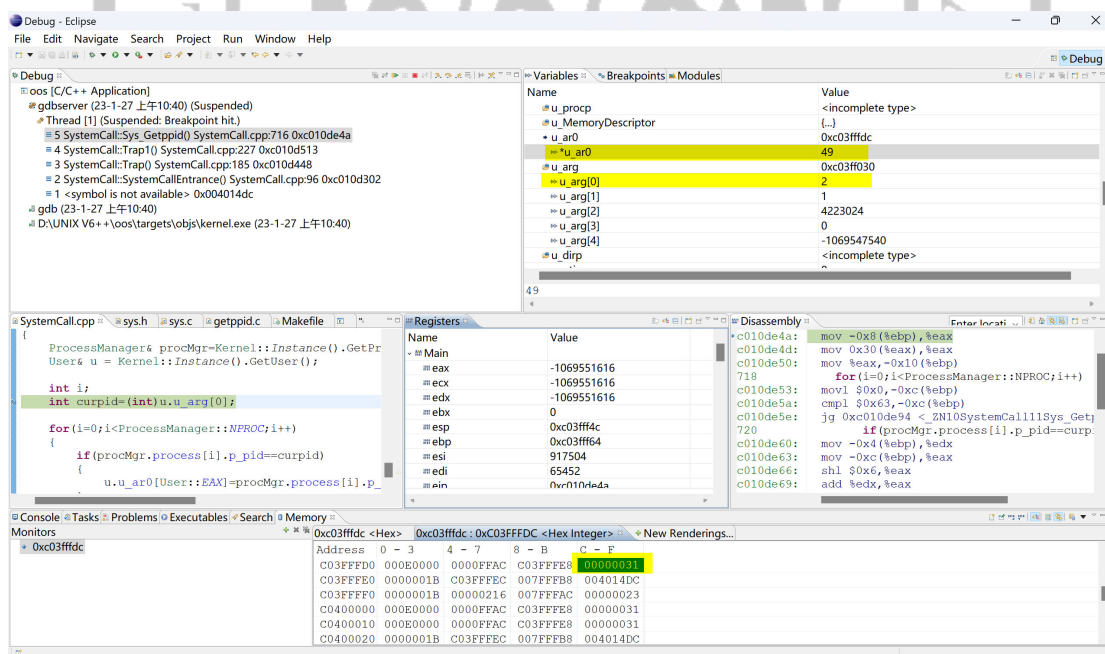 Debug - Eclipse
File Edit Navigate Search Project Run Window Help
Debug
Debug
oos [C/C++ Application]
gdbserver (23-1-27 上午10:40) (Suspended)
Thread [1] (Suspended: Breakpoint hit.)
5 SystemCall::Sys_Getppid() SystemCall.cpp:716 0xc010de4a
4 SystemCall::Trap1() SystemCall.cpp:227 0xc010d513
3 SystemCall::Trap() SystemCall.cpp:185 0xc010d448
2 SystemCall::SystemCallEntrance() SystemCall.cpp:96 0xc010d302
1 <symbol is not available> 0x004014dc
gdb (23-1-27 上午10:40)
D:\UNIX V6++\oos\targets\objs\kernel.exe (23-1-27 上午10:40)
Variables Breakpoints Modules
Name Value
u_procp <incomplete type>
u_MemoryDescriptor {...}
u_ar0 0xc03fffdc
*u_ar0 49
u_arg 0xc03ff030
u_arg[0] 2
u_arg[1] 1
u_arg[2] 4223024
u_arg[3] 0
u_arg[4] -1069547540
u_dirp <incomplete type>
49
SystemCall.cpp sys.h sys.c getppid.c Makefile
{
ProcessManager& procMgr=Kernel::Instance().GetPr
User& u = Kernel::Instance().GetUser();
int i;
int curpid=(int)u.u_arg[0];
for(i=0;i<ProcessManager::NPROC;i++)
{
if(procMgr.process[i].p_pid==curpid)
{
u.u_ar0[User::EAX]=procMgr.process[i].p_
Registers
Name Value
Main
eax -1069551616
ecx -1069551616
edx -1069551616
ebx 0
esp 0xc03fff4c
ebp 0xc03fff64
esi 917504
edi 65452
eip 0xc010de4a
Disassembly Enter locati
c010de4a: mov -0x8(%ebp),%eax
c010de4d: mov 0x30(%eax),%eax
c010de50: mov %eax,-0x10(%ebp)
718 for(i=0;i<ProcessManager::NPROC;i++)
c010de53: movl $0x0,-0xc(%ebp)
c010de5a: cmpl $0x63,-0xc(%ebp)
c010de5e: jg 0xc010de94 <_ZN10SystemCall11Sys_Getp
720 if(procMgr.process[i].p_pid==curp
c010de60: mov -0x4(%ebp),%edx
c010de63: mov -0xc(%ebp),%eax
c010de66: shl $0x6,%eax
c010de69: add %edx,%eax
Console Tasks Problems Executables Search Memory
Monitors
0xc03fffdc
0xc03fffdc <Hex> 0xc03fffdc : 0xC03FFFDC <Hex Integer> New Renderings...
Address 0 - 3 4 - 7 8 - B C - F
C03FFFD0 000E0000 0000FFAC C03FFFE8 00000031
C03FFFE0 0000001B C03FFFEC 007FFFB8 004014DC
C03FFFF0 0000001B 00000216 007FFFAC 00000023
C0400000 000E0000 0000FFAC C03FFFE8 00000031
C0400010 000E0000 0000FFAC C03FFFE8 00000031
C0400020 0000001B C03FFFEC 007FFFB8 004014DC